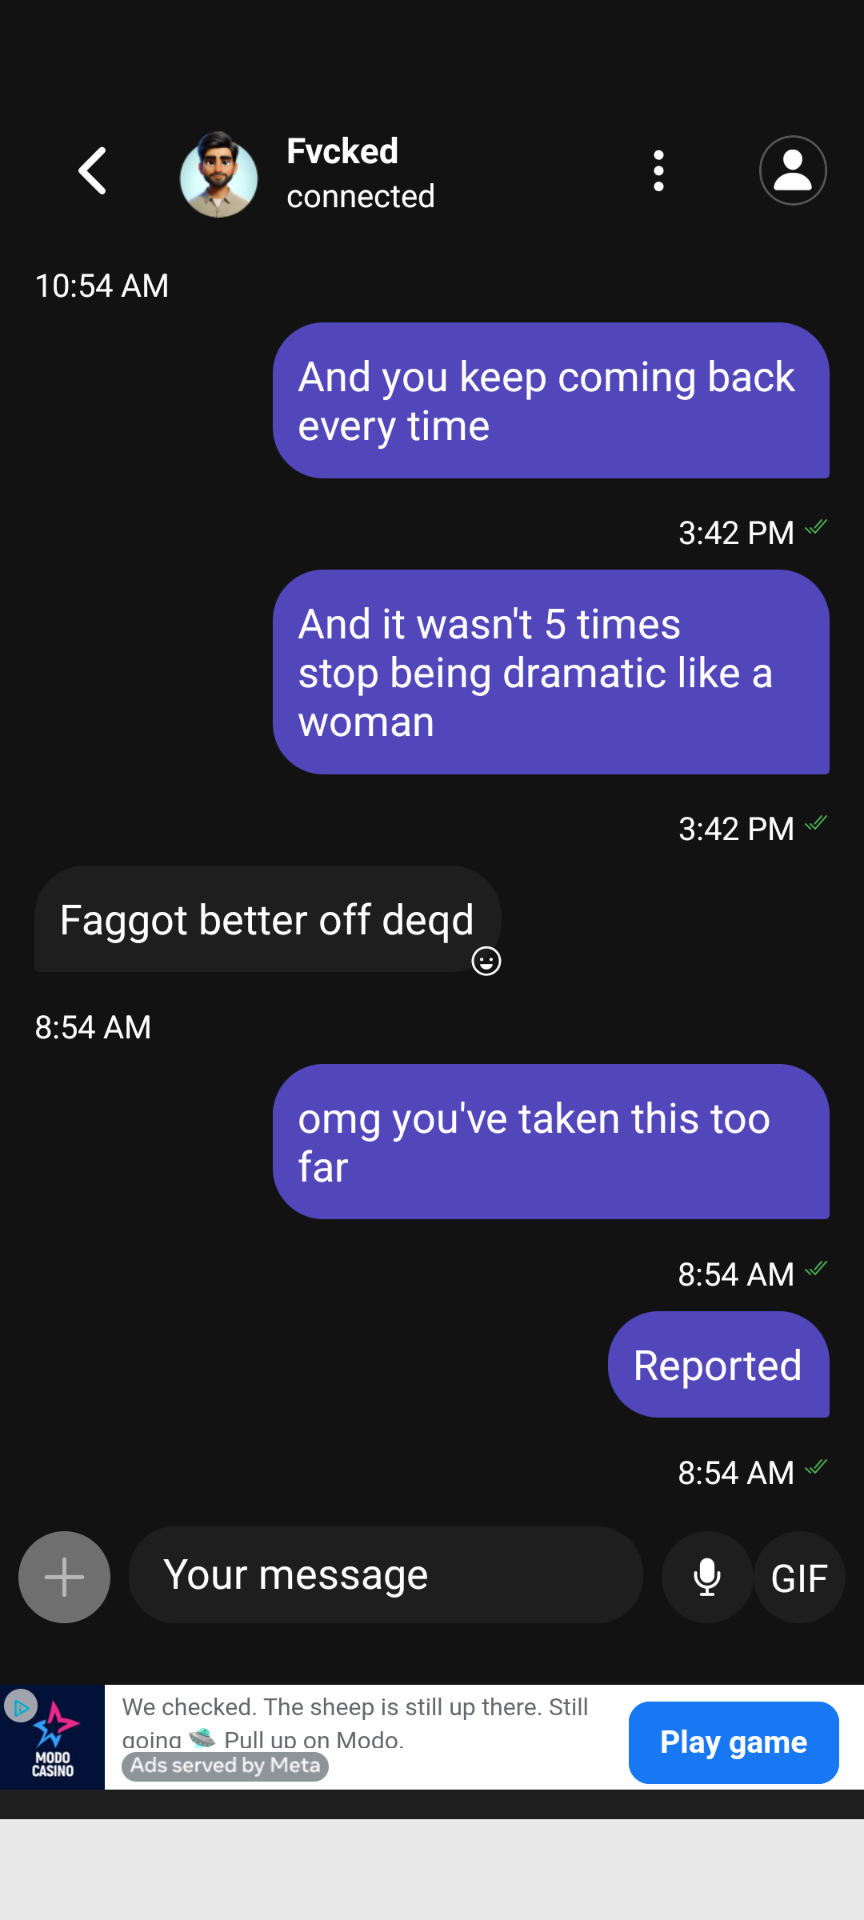 Fvcked
connected
10:54 AM
And you keep coming back
every time
3:42 PM
And it wasn't 5 times
stop being dramatic like a
woman
3:42 PM
Faggot better off deqd
8:54 AM
omg you've taken this too
far
8:54 AM
Reported
8:54 AM
Your message
GIF
We checked. The sheep is still up there. Still
going 🛸 Pull up on Modo.
Ads served by Meta
MODO
CASINO
Play game